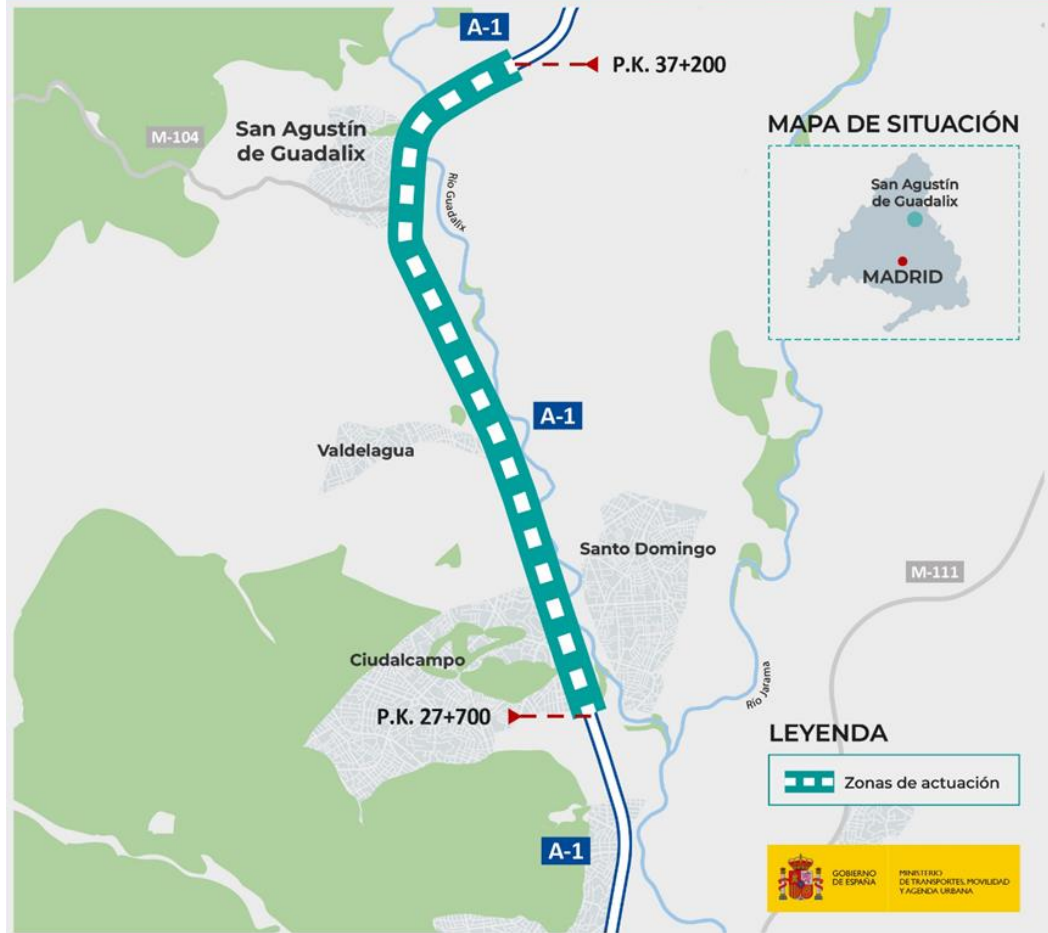 A-1
P.K. 37+200
M-104
San Agustín
de Guadalix
Río Guadalix
MAPA DE SITUACIÓN
San Agustín
de Guadalix
MADRID
A-1
Valdelagua
Santo Domingo
M-111
Ciudalcampo
Río Jarama
P.K. 27+700
LEYENDA
Zonas de actuación
A-1
GOBIERNO
DE ESPAÑA
MINISTERIO
DE TRANSPORTES, MOVILIDAD
Y AGENDA URBANA